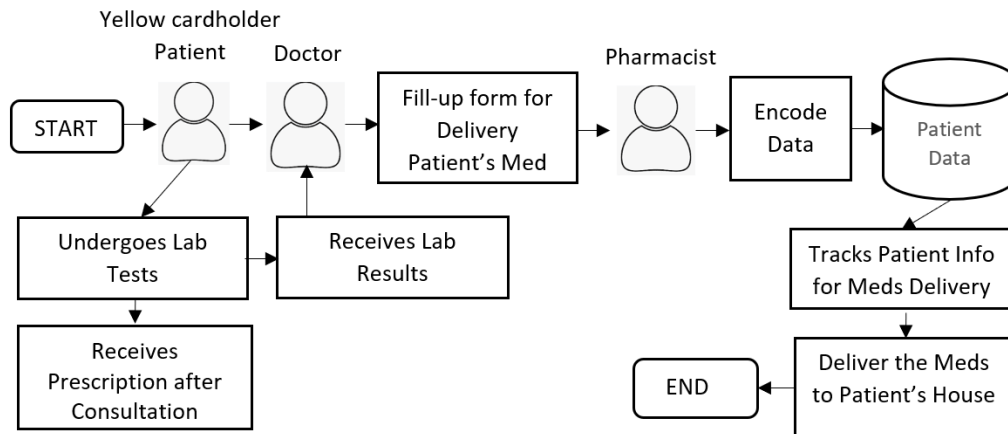 Yellow cardholder
Patient
Doctor
Pharmacist
START
Fill-up form for
Delivery
Patient's Med
Encode
Data
Patient
Data
Undergoes Lab
Tests
Receives Lab
Results
Tracks Patient Info
for Meds Delivery
Receives
Prescription after
Consultation
END
Deliver the Meds
to Patient's House